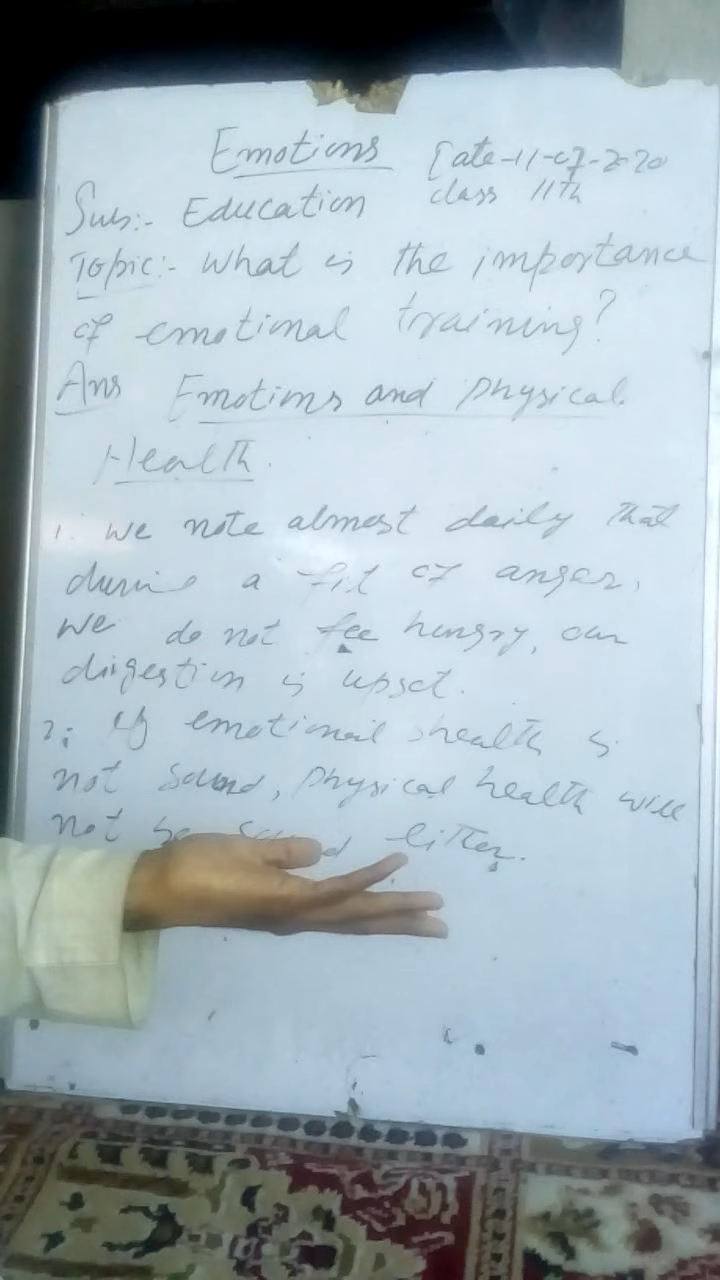 Emotions Date-11-07-2020
Sub:- Education class 11th
Topic:- What is the importance
of emotional training?
Ans Emotions and physical
Health.
1. We note almost daily that
during a fit of anger,
we do not fee hungry, our
digestion is upset.
2. If emotional health is
not sound, physical health will
not be either.